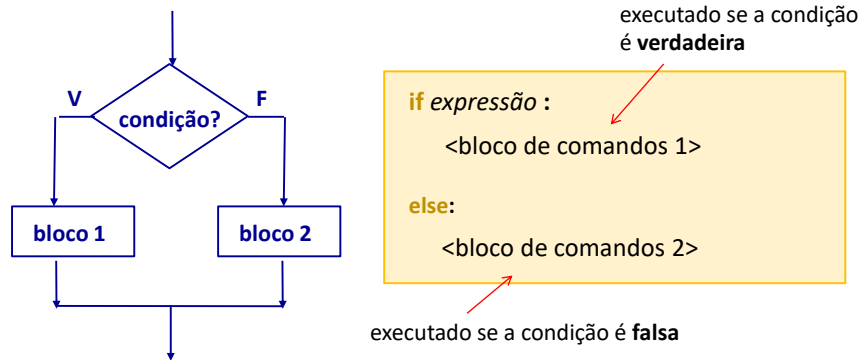 executado se a condição
é verdadeira
V
F
condição?
bloco 1
bloco 2
if expressão :
<bloco de comandos 1>
else:
<bloco de comandos 2>
executado se a condição é falsa